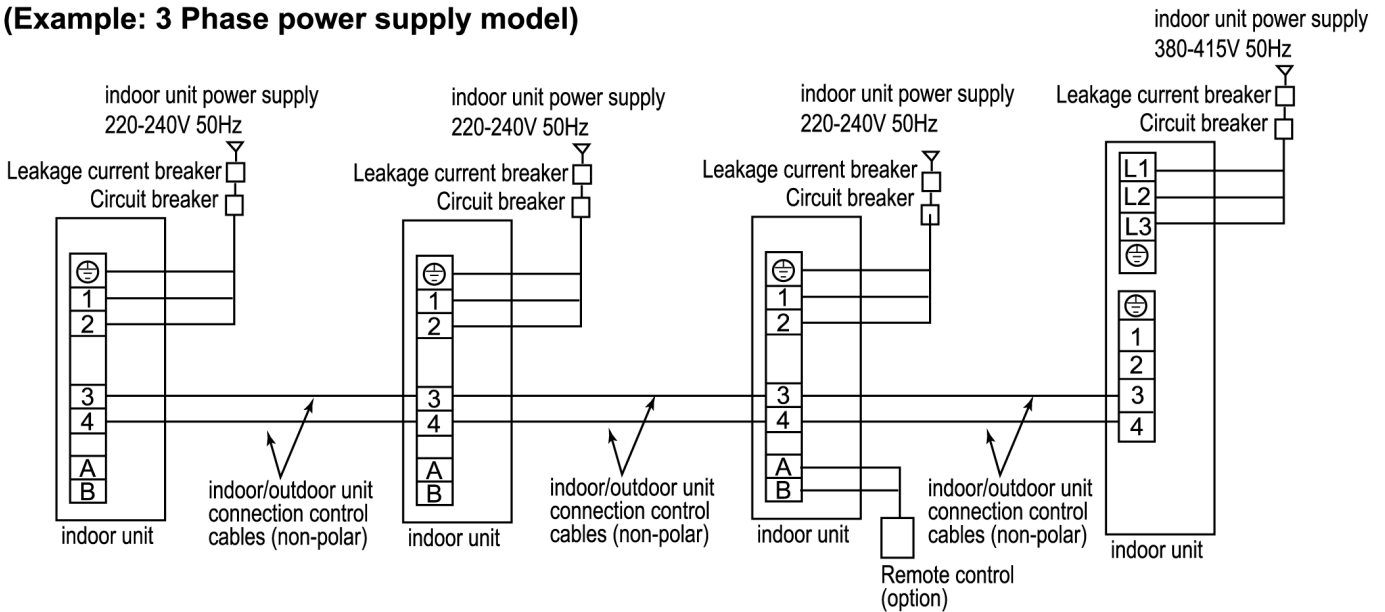 (Example: 3 Phase power supply model)
indoor unit power supply
220-240V 50Hz
Leakage current breaker
Circuit breaker
1
2
3
4
A
B
indoor unit
indoor/outdoor unit
connection control
cables (non-polar)
indoor unit power supply
220-240V 50Hz
Leakage current breaker
Circuit breaker
1
2
3
4
A
B
indoor unit
indoor/outdoor unit
connection control
cables (non-polar)
indoor unit power supply
220-240V 50Hz
Leakage current breaker
Circuit breaker
1
2
3
4
A
B
indoor unit
Remote control
(option)
indoor/outdoor unit
connection control
cables (non-polar)
indoor unit power supply
380-415V 50Hz
Leakage current breaker
Circuit breaker
L1
L2
L3
1
2
3
4
indoor unit